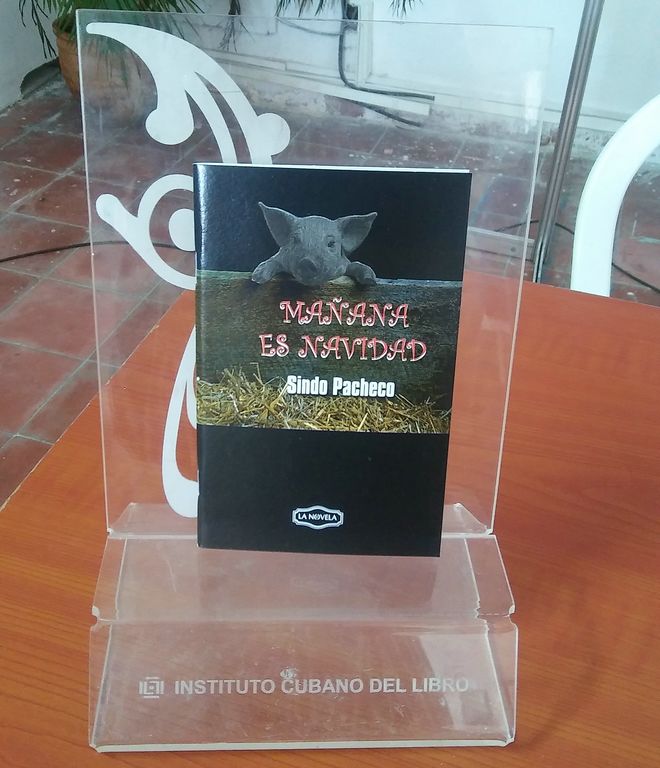 MAÑANA
ES NAVIDAD
Sindo Pacheco
LA NOVELA
INSTITUTO CUBANO DEL LIBRO